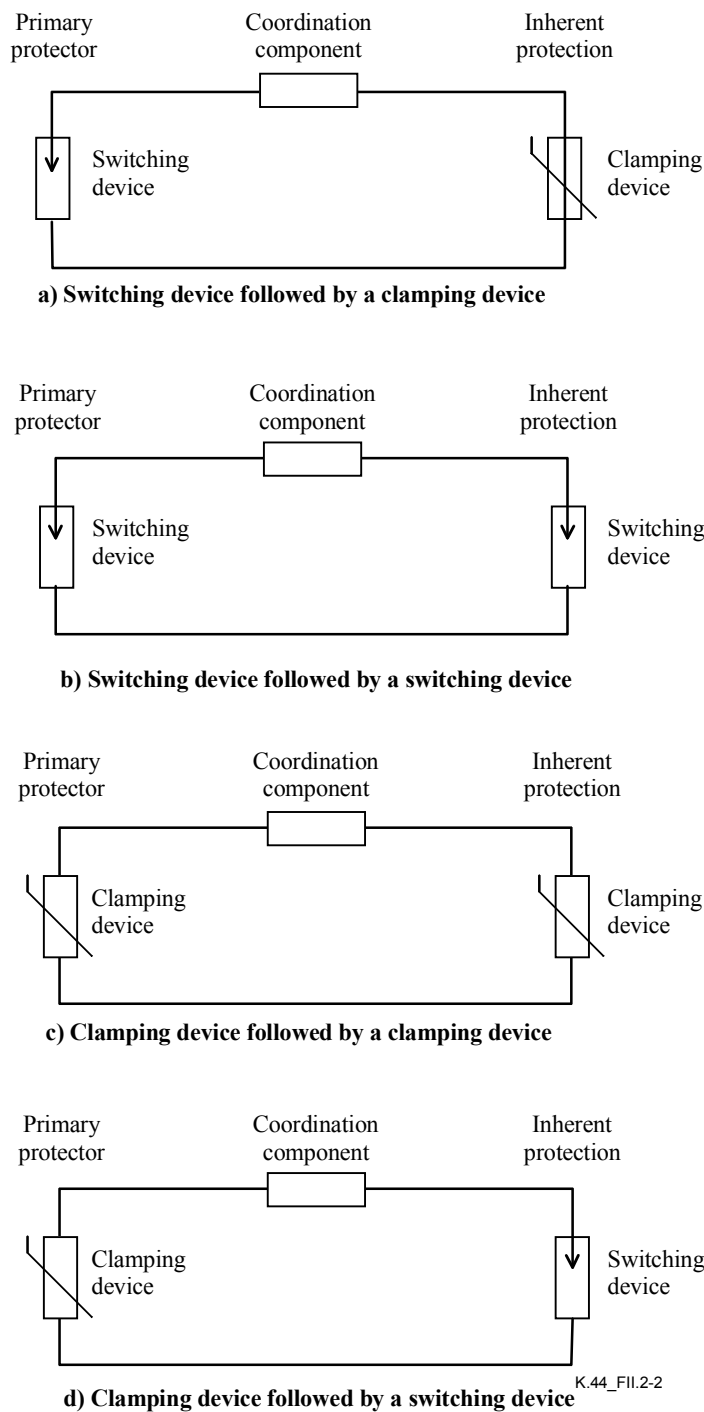 Primary
protector
Coordination
component
Inherent
protection
Switching
device
Clamping
device
a) Switching device followed by a clamping device
Primary
protector
Coordination
component
Inherent
protection
Switching
device
Switching
device
b) Switching device followed by a switching device
Primary
protector
Coordination
component
Inherent
protection
Clamping
device
Clamping
device
c) Clamping device followed by a clamping device
Primary
protector
Coordination
component
Inherent
protection
Clamping
device
Switching
device
K.44_FII.2-2
d) Clamping device followed by a switching device